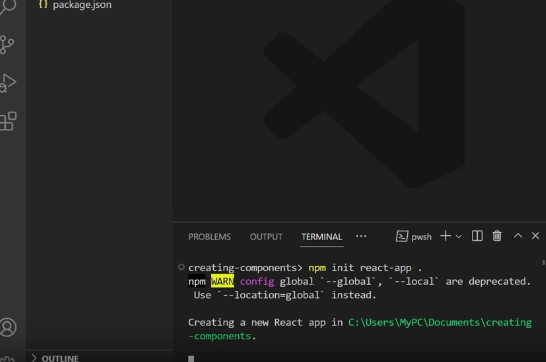 {} package.json
PROBLEMS OUTPUT TERMINAL ··· pwsh
creating-components> npm init react-app .
npm WARN config global `--global`, `--local` are deprecated.
Use `--location=global` instead.
Creating a new React app in C:\Users\MyPC\Documents\creating
-components.
OUTLINE